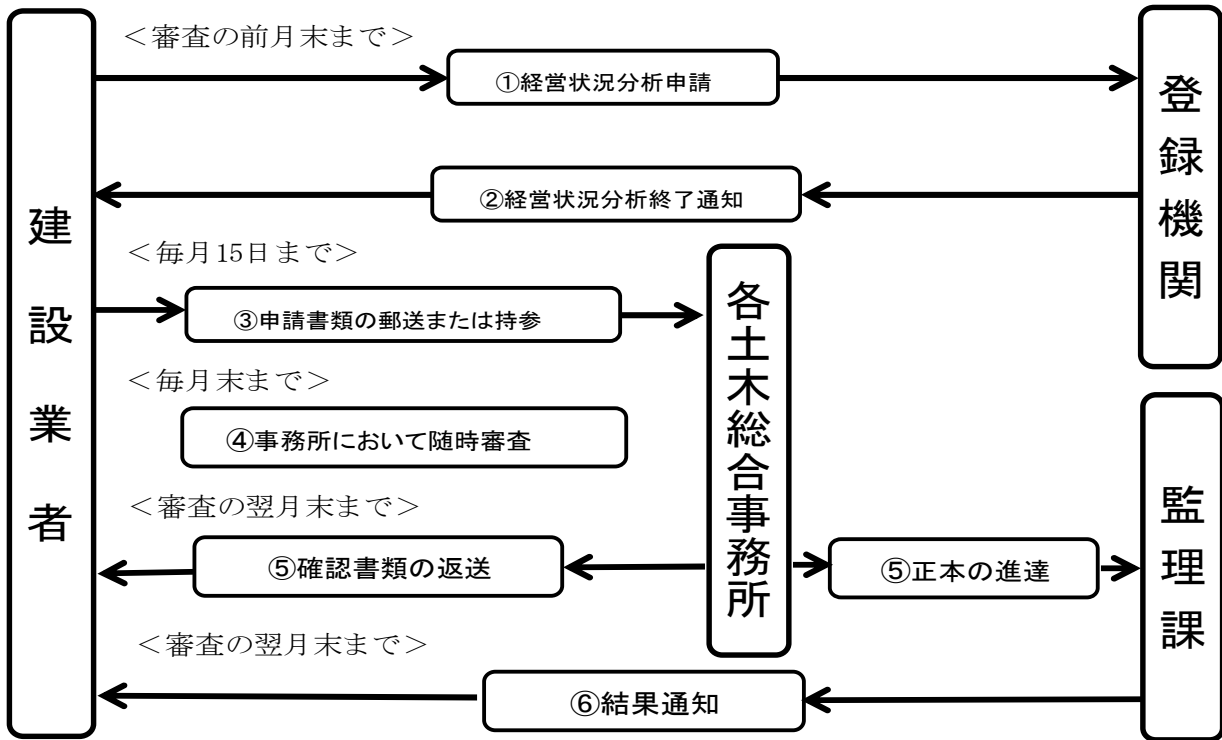 建設業者
＜審査の前月末まで＞
①経営状況分析申請
登録機関
②経営状況分析終了通知
＜毎月15日まで＞
③申請書類の郵送または持参
各土木総合事務所
＜毎月末まで＞
④事務所において随時審査
＜審査の翌月末まで＞
⑤確認書類の返送
⑤正本の進達
監理課
＜審査の翌月末まで＞
⑥結果通知